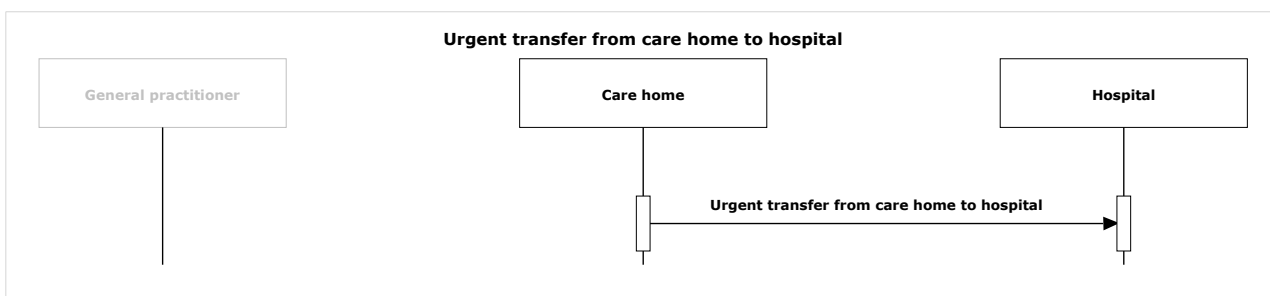 Urgent transfer from care home to hospital
General practitioner
Care home
Hospital
Urgent transfer from care home to hospital